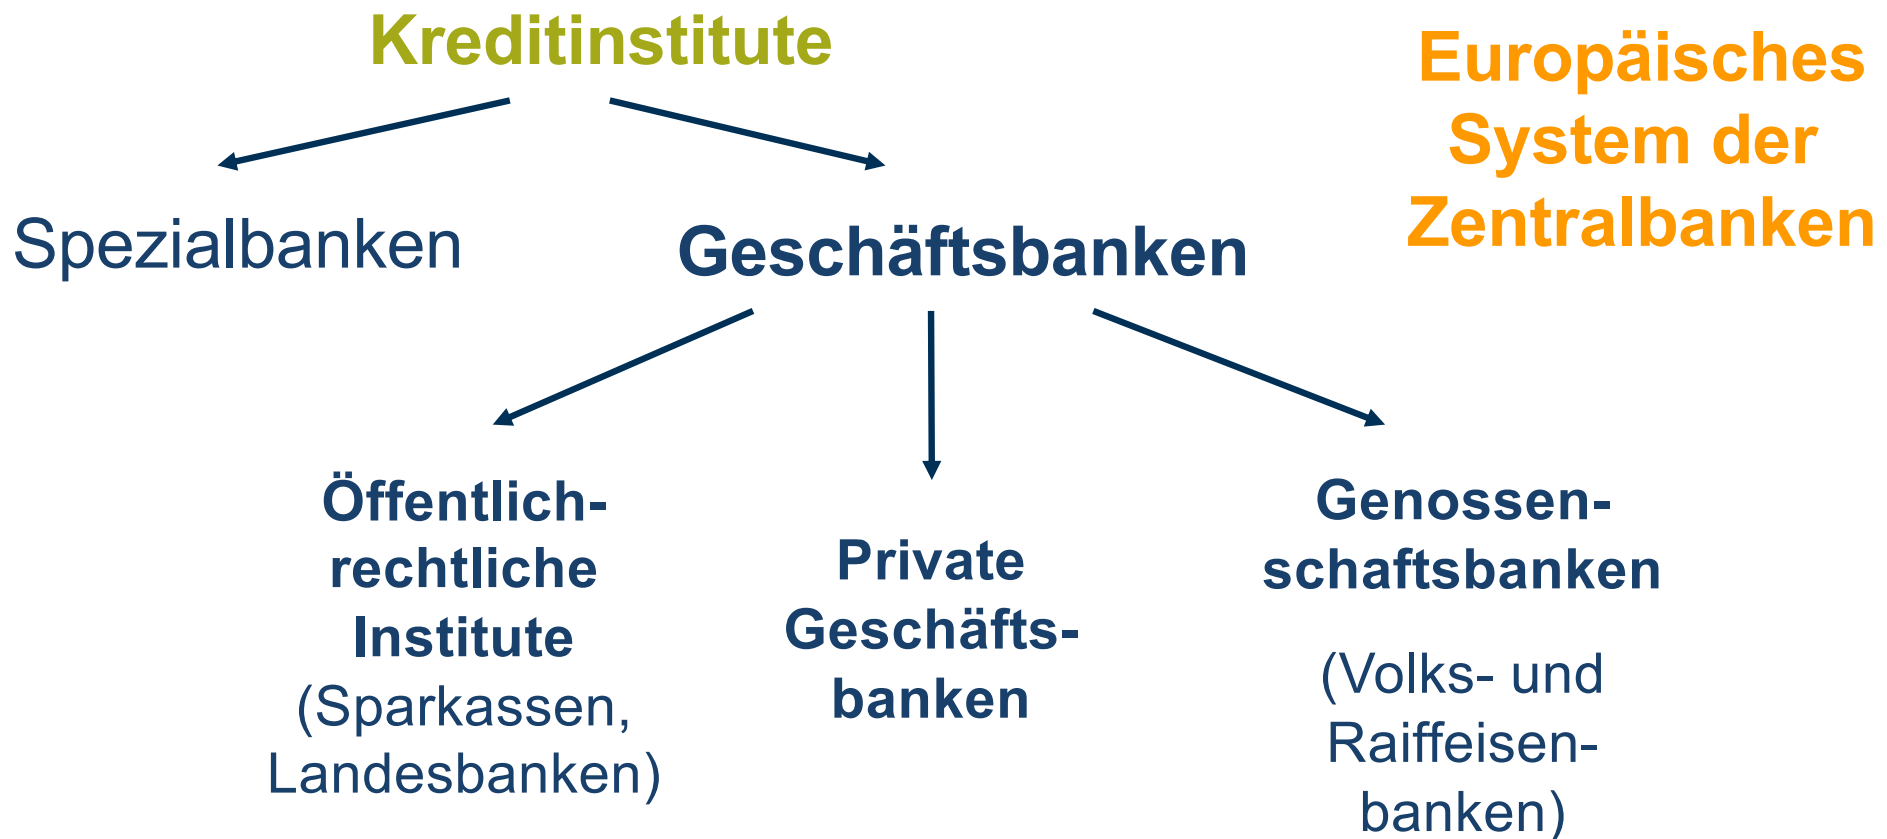 Kreditinstitute
Europäisches
System der
Zentralbanken
Spezialbanken
Geschäftsbanken
Öffentlich-
rechtliche
Institute
(Sparkassen,
Landesbanken)
Private
Geschäfts-
banken
Genossen-
schaftsbanken
(Volks- und
Raiffeisen-
banken)